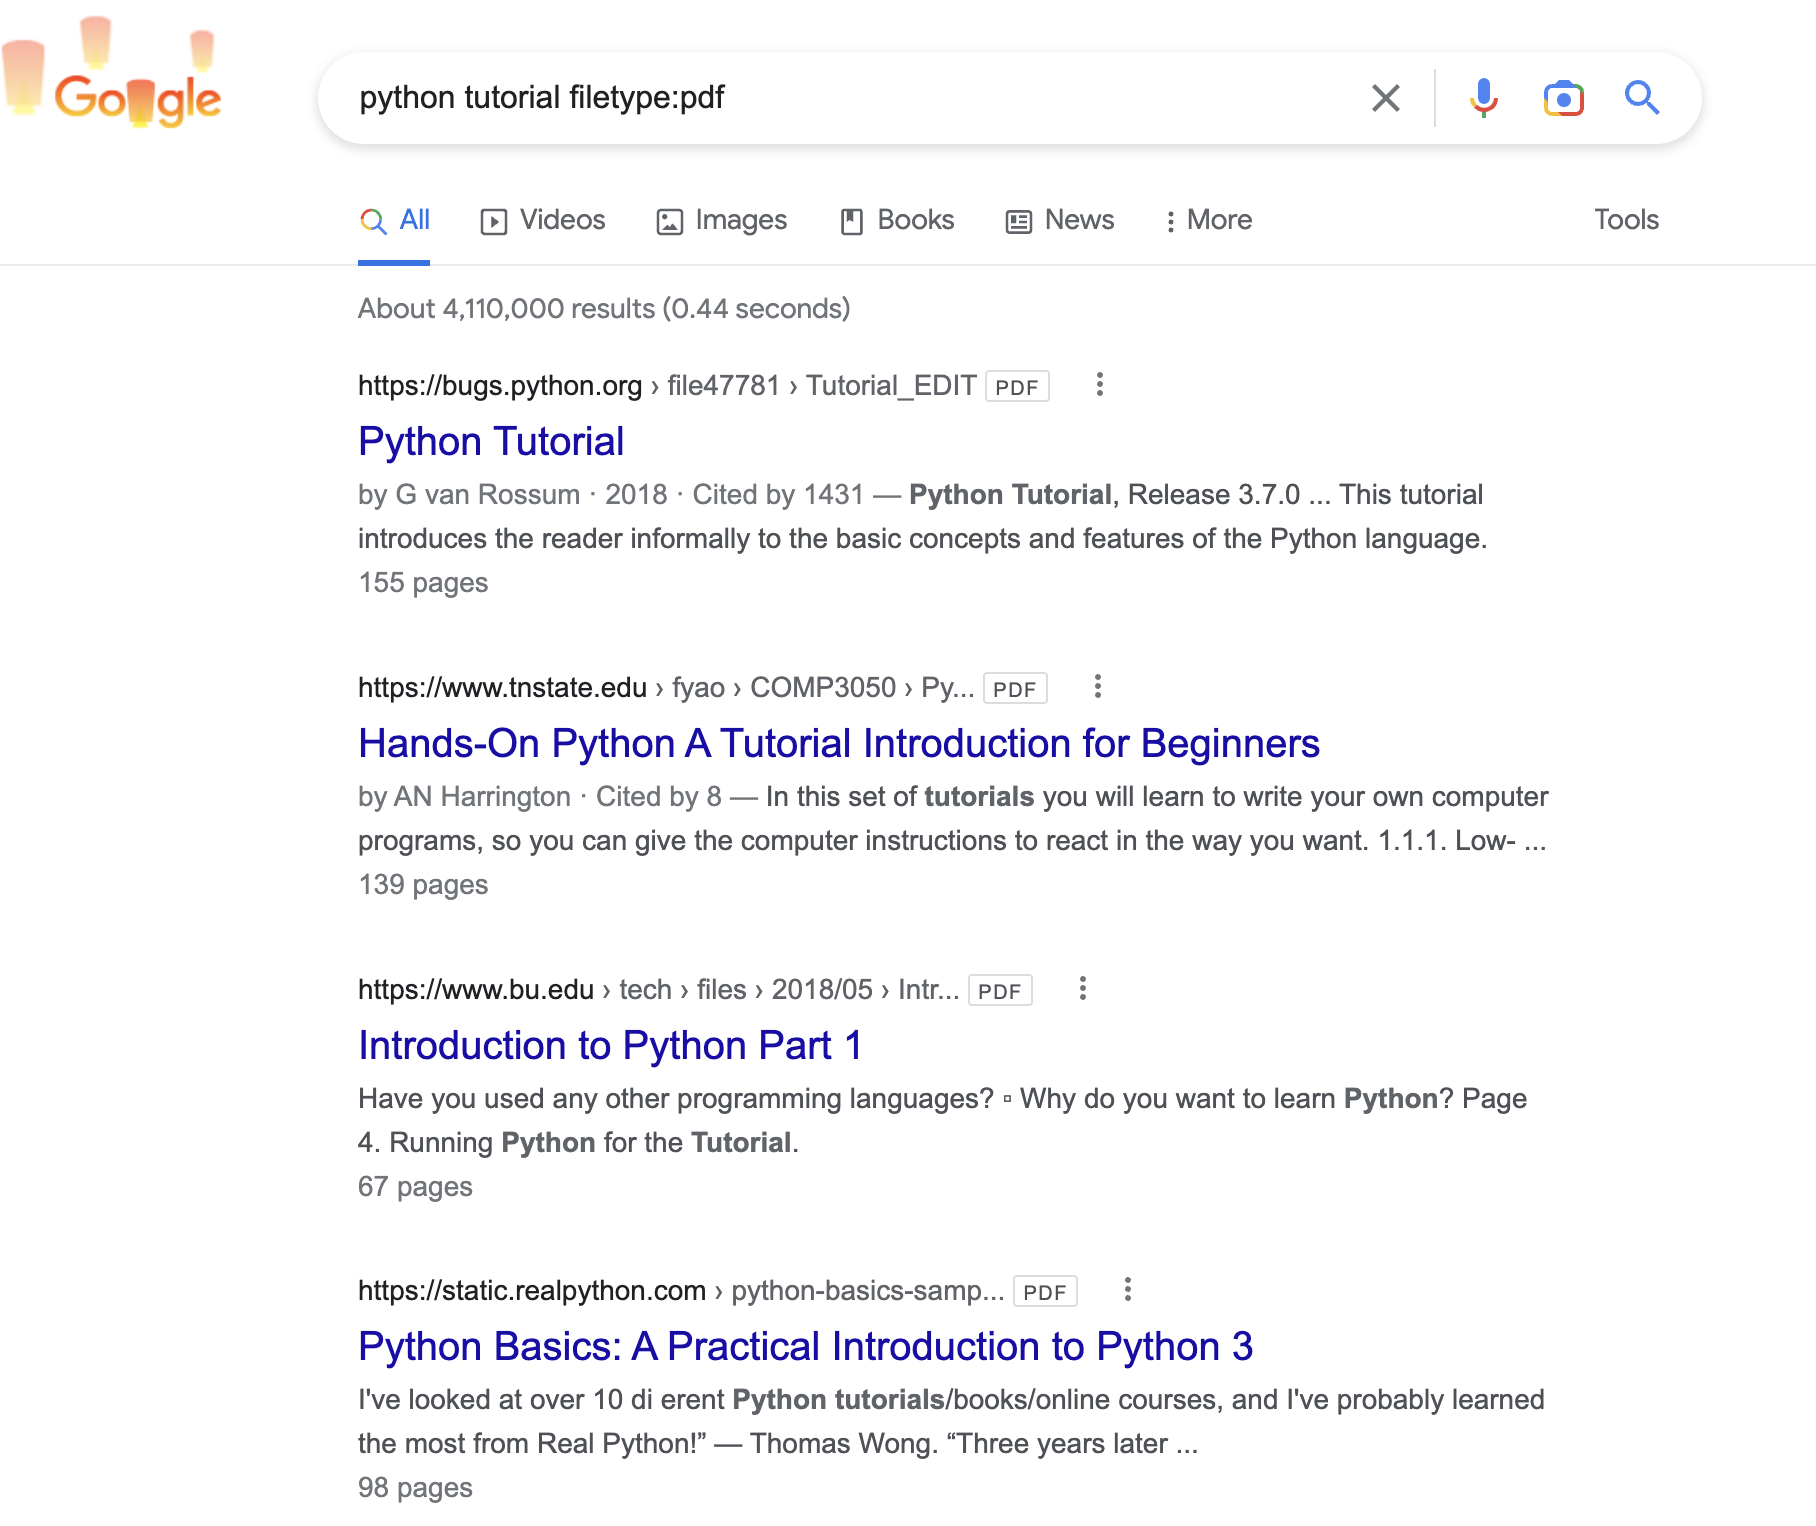 Google
python tutorial filetype:pdf
All Videos Images Books News More Tools
About 4,110,000 results (0.44 seconds)
https://bugs.python.org › file47781 › Tutorial_EDIT PDF
Python Tutorial
by G van Rossum · 2018 · Cited by 1431 — Python Tutorial, Release 3.7.0 ... This tutorial
introduces the reader informally to the basic concepts and features of the Python language.
155 pages
https://www.tnstate.edu › fyao › COMP3050 › Py... PDF
Hands-On Python A Tutorial Introduction for Beginners
by AN Harrington · Cited by 8 — In this set of tutorials you will learn to write your own computer
programs, so you can give the computer instructions to react in the way you want. 1.1.1. Low- ...
139 pages
https://www.bu.edu › tech › files › 2018/05 › Intr... PDF
Introduction to Python Part 1
Have you used any other programming languages? ▫ Why do you want to learn Python? Page
4. Running Python for the Tutorial.
67 pages
https://static.realpython.com › python-basics-samp... PDF
Python Basics: A Practical Introduction to Python 3
I've looked at over 10 di erent Python tutorials/books/online courses, and I've probably learned
the most from Real Python!” — Thomas Wong. “Three years later ...
98 pages